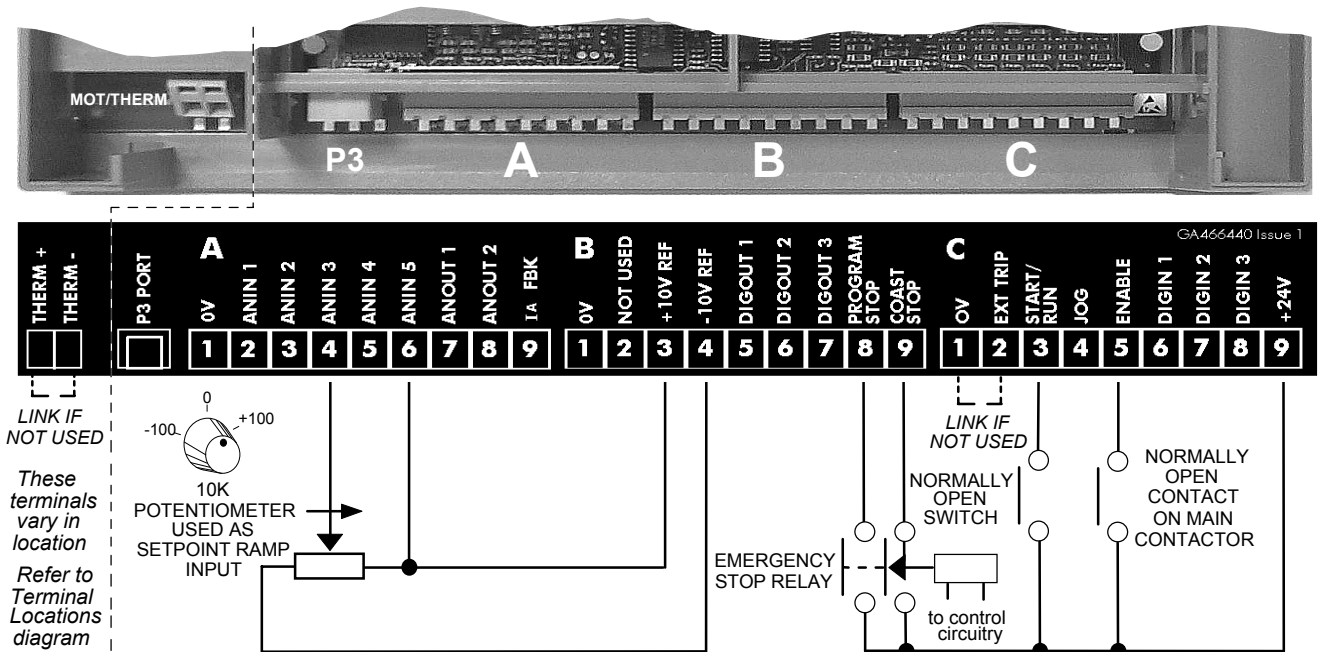 MOT/THERM
P3
A
B
C
GA466440 Issue 1
THERM +
THERM -
P3 PORT
A
0V
ANIN 1
ANIN 2
ANIN 3
ANIN 4
ANIN 5
ANOUT 1
ANOUT 2
IA FBK
B
0V
NOT USED
+10V REF
-10V REF
DIGOUT 1
DIGOUT 2
DIGOUT 3
PROGRAM
STOP
COAST
STOP
C
0V
EXT TRIP
START/
RUN
JOG
ENABLE
DIGIN 1
DIGIN 2
DIGIN 3
+24V
1 2 3 4 5 6 7 8 9
1 2 3 4 5 6 7 8 9
1 2 3 4 5 6 7 8 9
LINK IF
NOT USED
These
terminals
vary in
location
Refer to
Terminal
Locations
diagram
0
-100
+100
10K
POTENTIOMETER
USED AS
SETPOINT RAMP
INPUT
EMERGENCY
STOP RELAY
to control
circuitry
LINK IF
NOT USED
NORMALLY
OPEN
SWITCH
NORMALLY
OPEN
CONTACT
ON MAIN
CONTACTOR